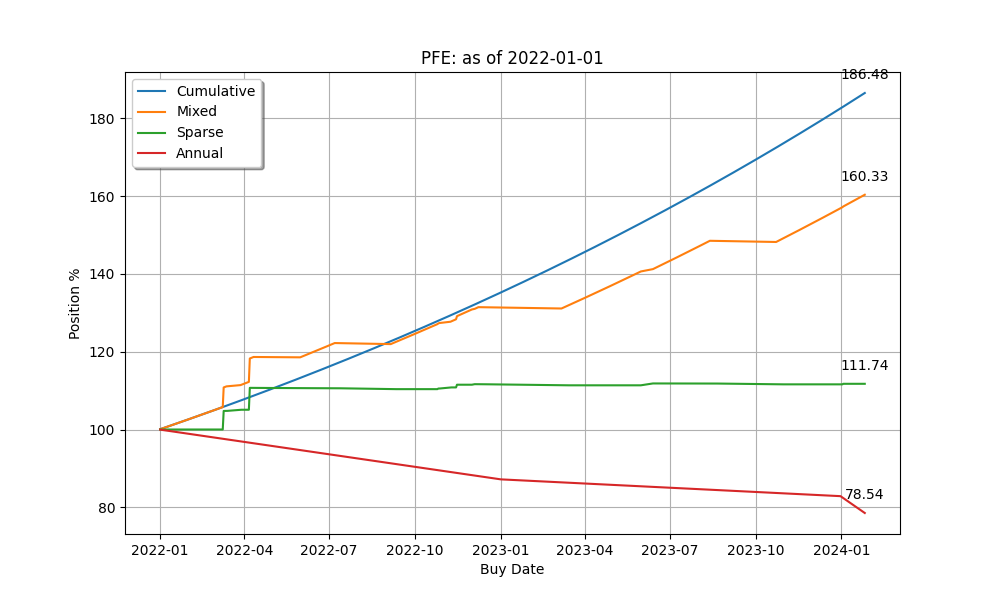 PFE: as of 2022-01-01
186.48
Cumulative
Mixed
Sparse
Annual
180
160.33
160
140
120
111.74
100
80
78.54
Position %
2022-01 2022-04 2022-07 2022-10 2023-01 2023-04 2023-07 2023-10 2024-01
Buy Date